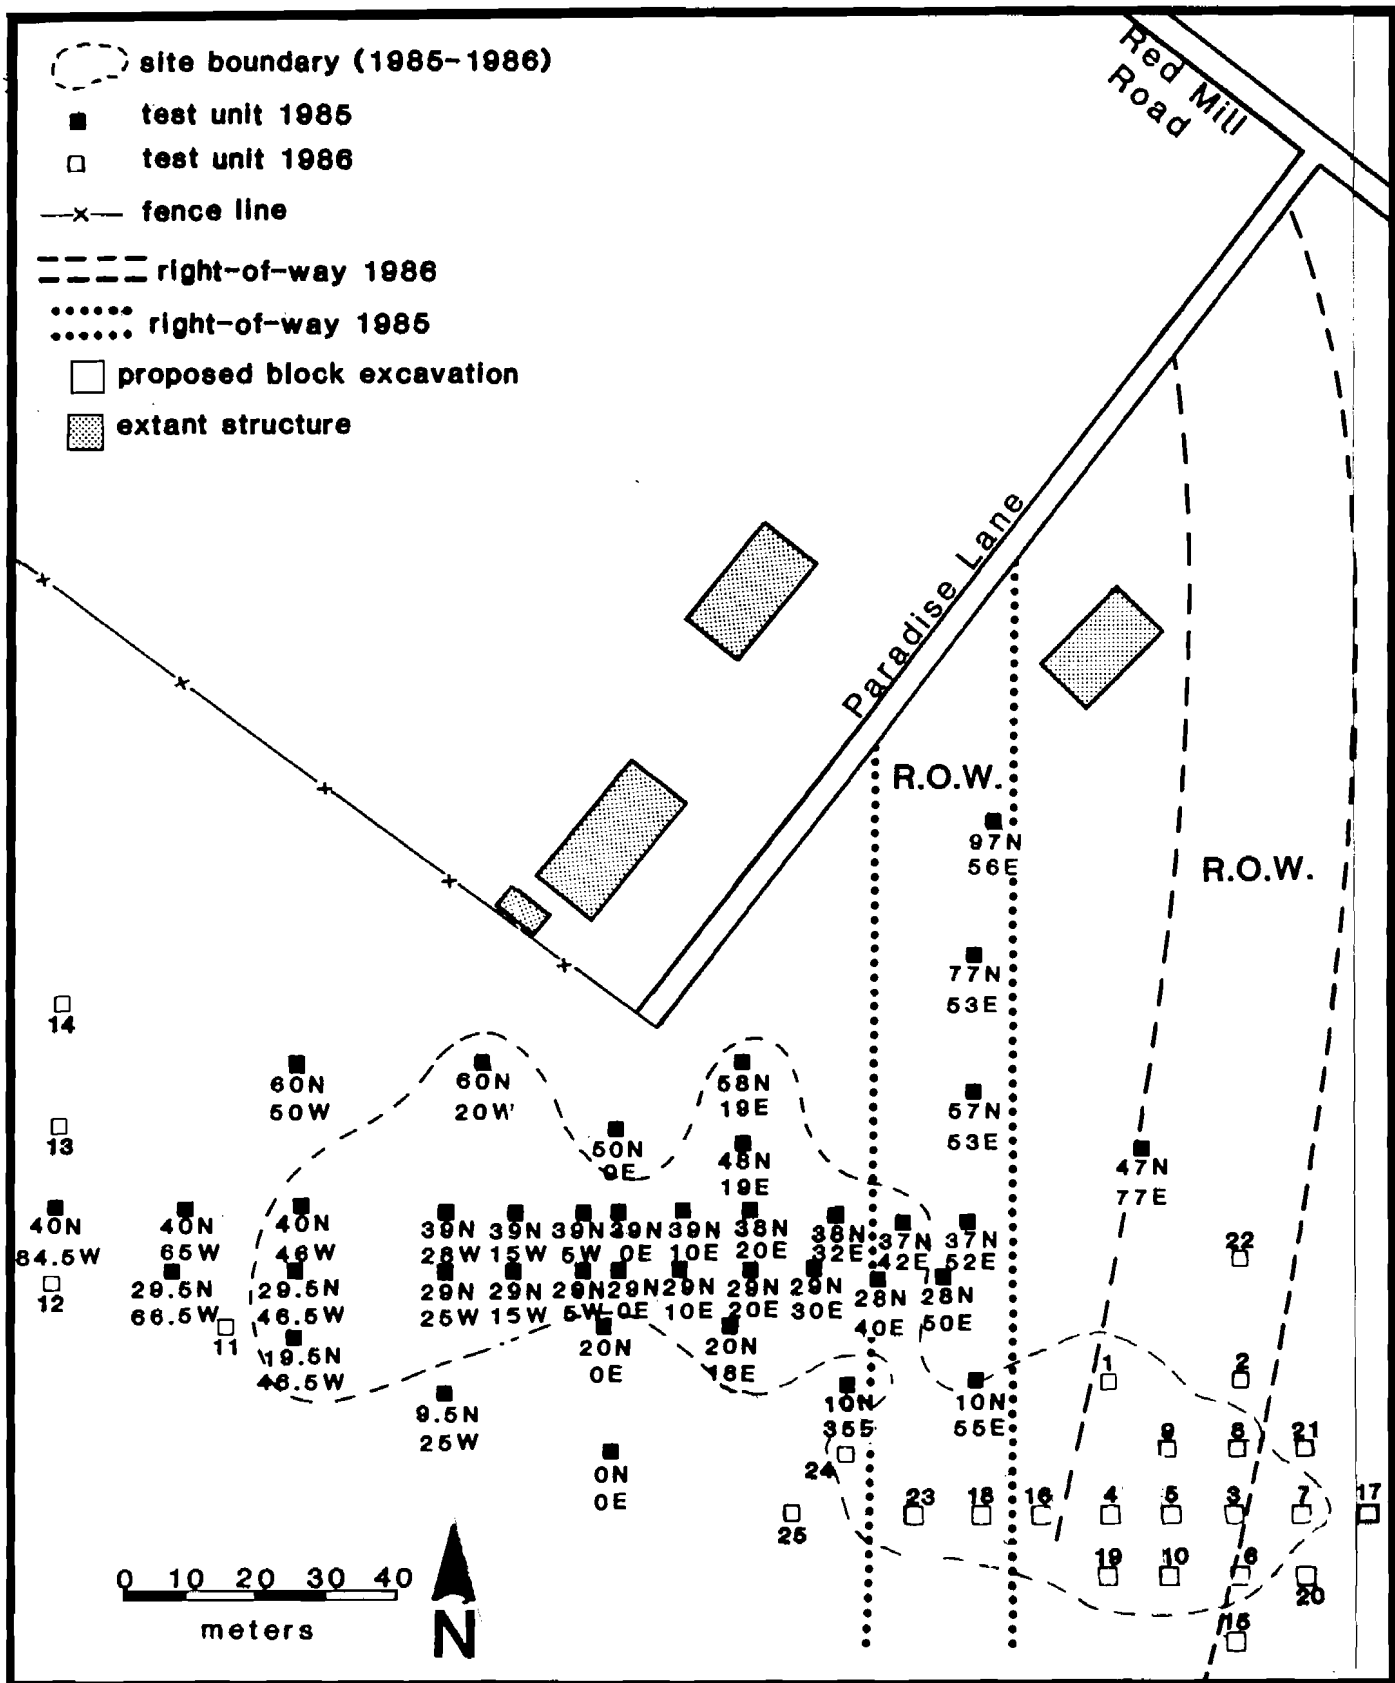 site boundary (1985-1986)
test unit 1985
test unit 1986
fence line
right-of-way 1986
right-of-way 1985
proposed block excavation
extant structure
Red Mill
Road
Paradise Lane
R.O.W.
R.O.W.
97N
56E
77N
53E
57N
53E
47N
77E
14
13
60N
50W
60N
20W
50N
9E
58N
19E
48N
19E
40N
84.5W
40N
65W
40N
46W
39N
28W
39N
15W
39N
5W
39N
0E
39N
10E
38N
20E
38N
32E
37N
42E
37N
52E
22
12
29.5N
66.5W
29.5N
46.5W
29N
25W
29N
15W
29N
5W
29N
0E
29N
10E
29N
20E
29N
30E
28N
40E
28N
50E
11
19.5N
46.5W
20N
0E
20N
18E
10N
355
10N
55E
1
2
9.5N
25W
0N
0E
24
9
8
21
25
23
18
16
4
5
3
7
17
19
10
6
20
15
0 10 20 30 40
meters
N